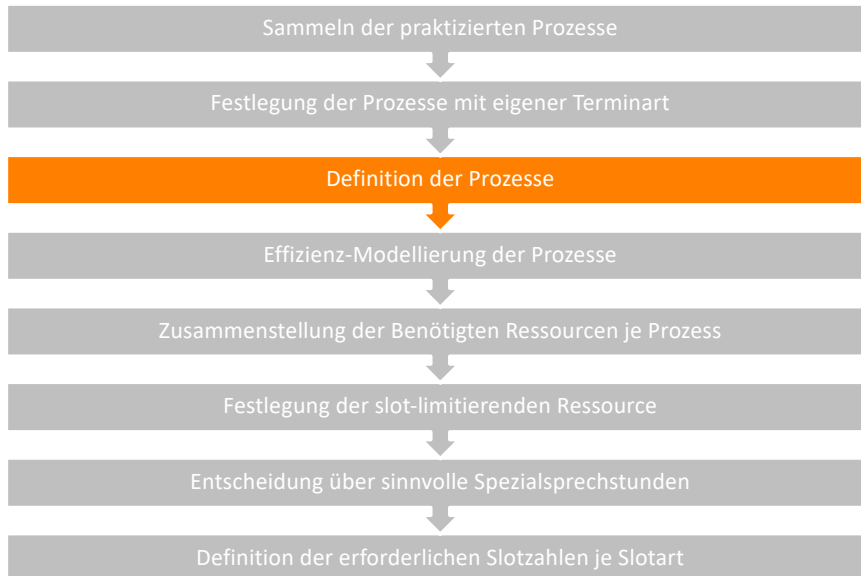 Sammeln der praktizierten Prozesse
Festlegung der Prozesse mit eigener Terminart
Definition der Prozesse
Effizienz-Modellierung der Prozesse
Zusammenstellung der Benötigten Ressourcen je Prozess
Festlegung der slot-limitierenden Ressource
Entscheidung über sinnvolle Spezialsprechstunden
Definition der erforderlichen Slotzahlen je Slotart